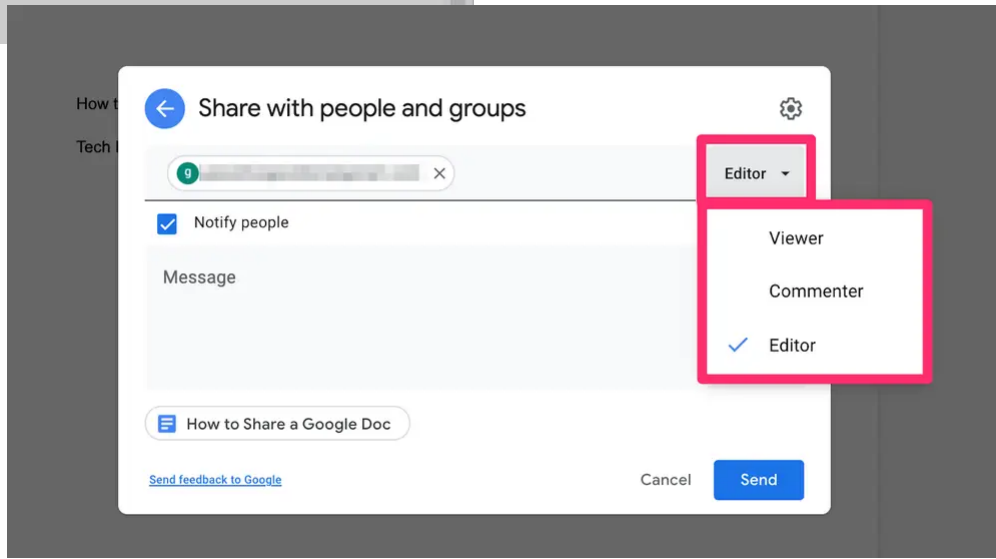 How t
Share with people and groups
Tech
g
Editor
Notify people
Viewer
Message
Commenter
Editor
How to Share a Google Doc
Send feedback to Google
Cancel
Send